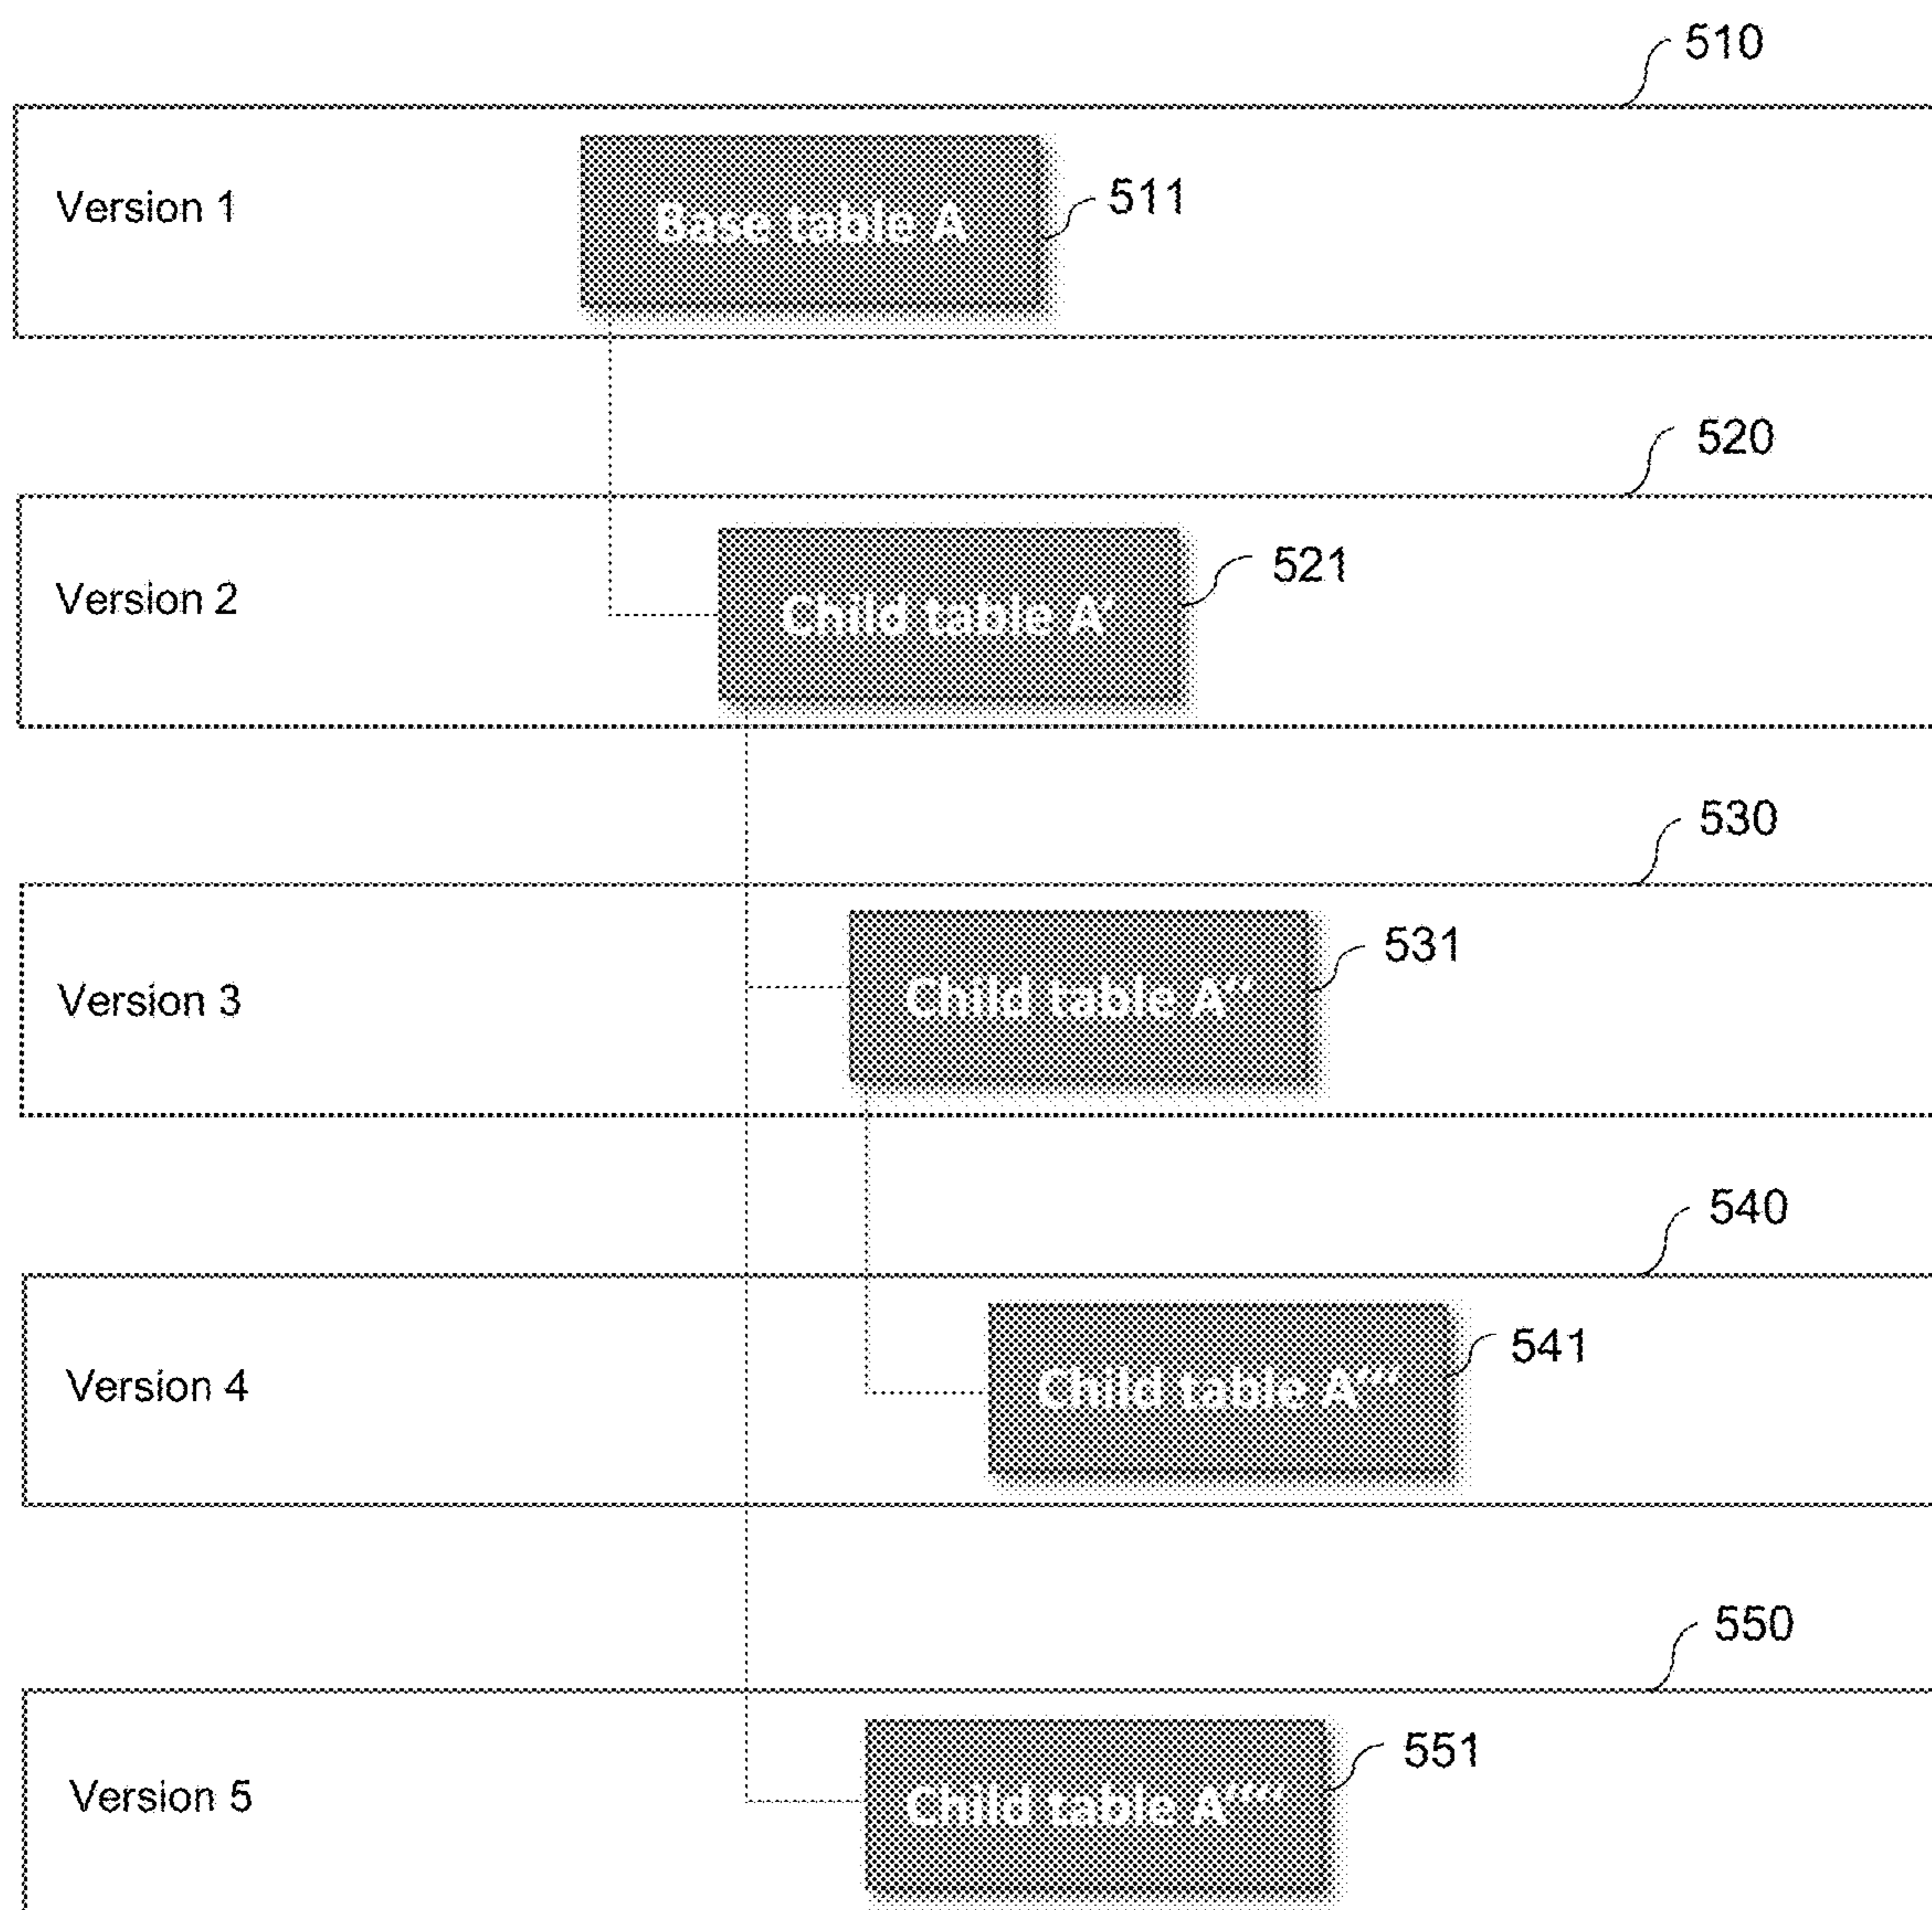 510
Version 1
Base table A
511
520
Version 2
Child table A'
521
530
Version 3
Child table A''
531
540
Version 4
Child table A'''
541
550
Version 5
Child table A''''
551